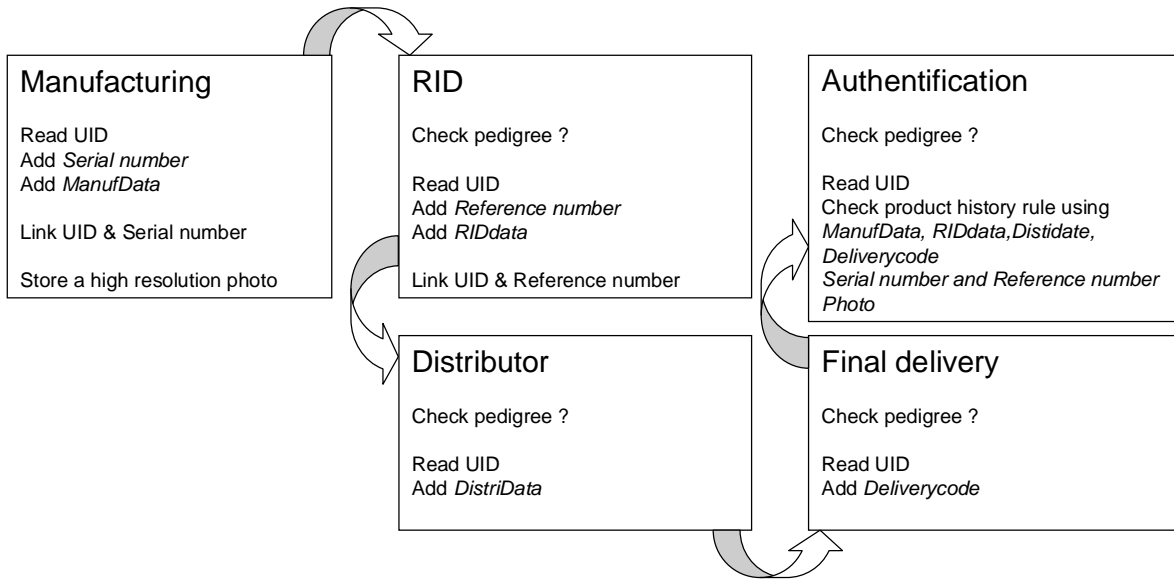 Manufacturing
Read UID
Add Serial number
Add ManufData
Link UID & Serial number
Store a high resolution photo
RID
Check pedigree ?
Read UID
Add Reference number
Add RIDdata
Link UID & Reference number
Distributor
Check pedigree ?
Read UID
Add DistriData
Final delivery
Check pedigree ?
Read UID
Add Deliverycode
Authentification
Check pedigree ?
Read UID
Check product history rule using
ManufData, RIDdata,Distidate,
Deliverycode
Serial number and Reference number
Photo